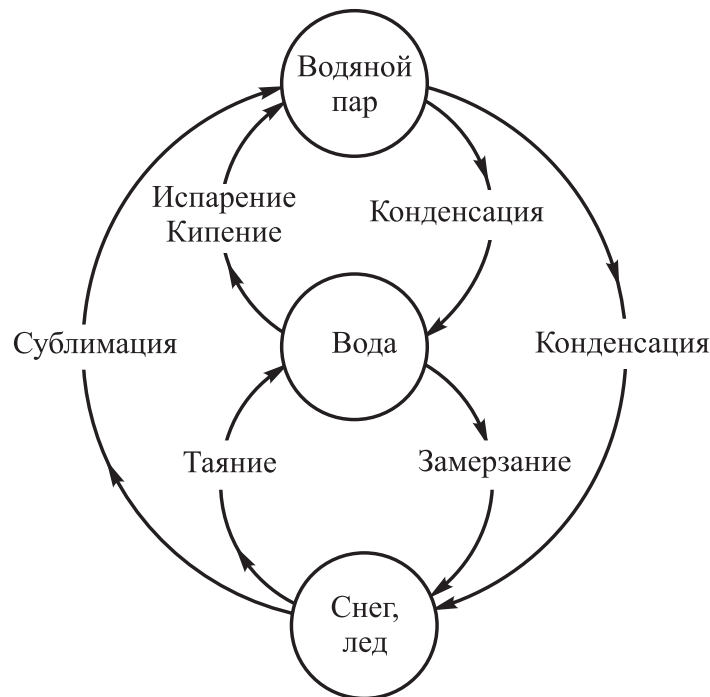 Водяной
пар
Испарение
Кипение
Конденсация
Сублимация
Вода
Конденсация
Таяние
Замерзание
Снег,
лед